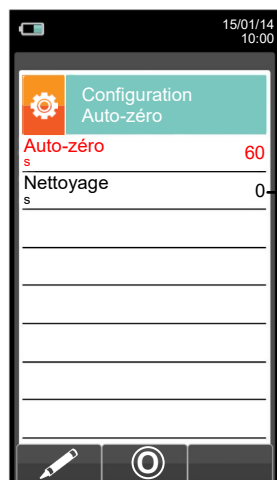 15/01/14
10:00
Configuration
Auto-zéro
Auto-zéro 60
s
Nettoyage 0
s